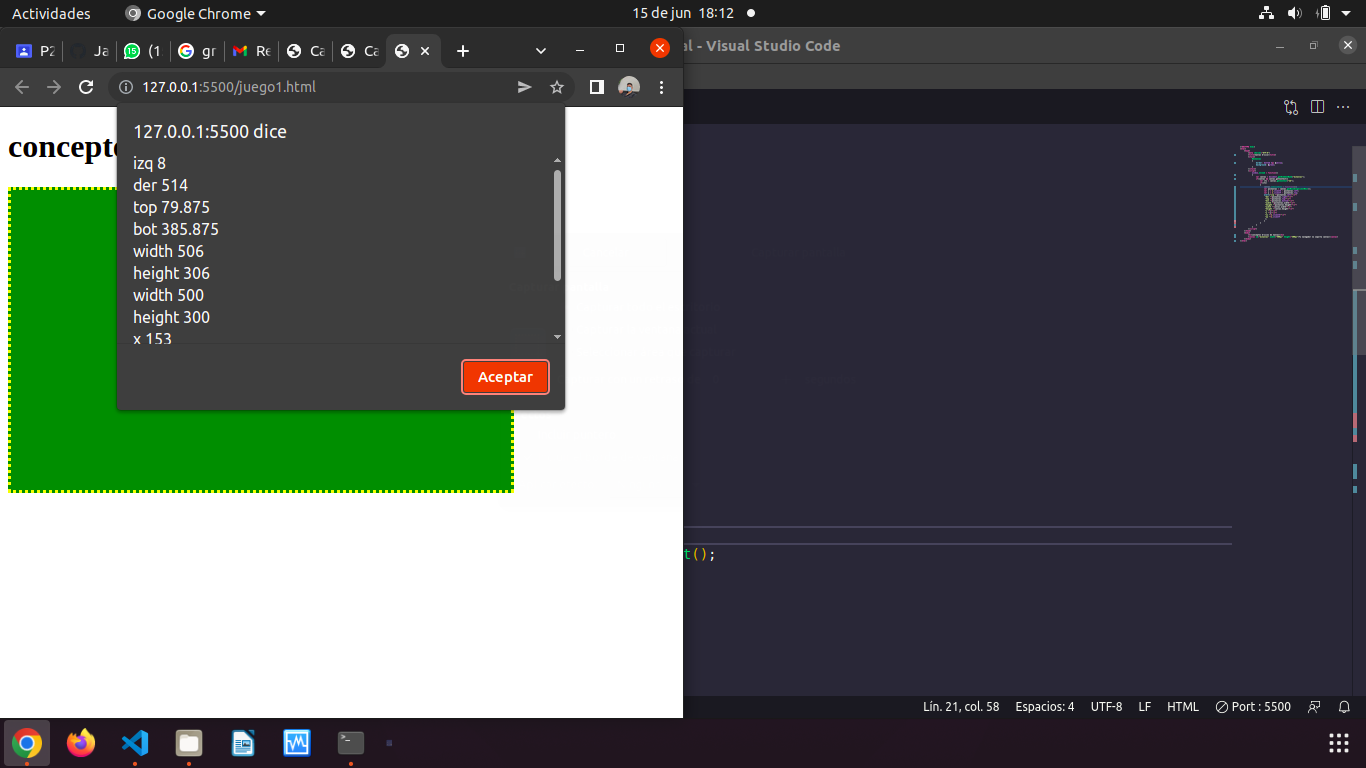 Actividades
Google Chrome
15 de jun 18:12
P2
Ja
(1
gr
Re
Ca
Ca
al - Visual Studio Code
127.0.0.1:5500/juego1.html
127.0.0.1:5500 dice
izq 8
der 514
top 79.875
bot 385.875
width 506
height 306
width 500
height 300
x 153
Aceptar
concepto
t();
Lín. 21, col. 58
Espacios: 4
UTF-8
LF
HTML
Port : 5500